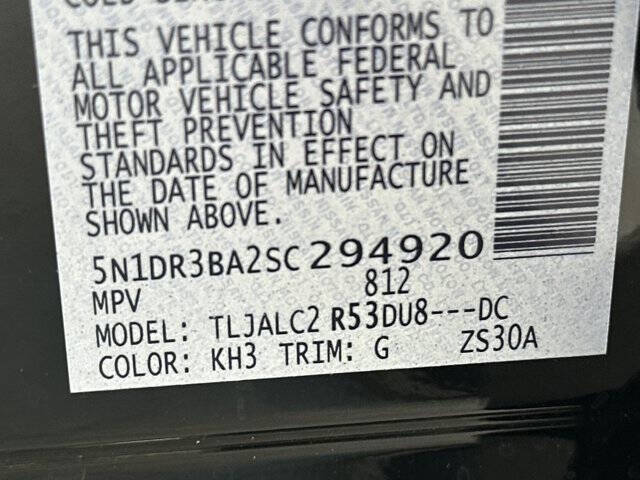 THIS VEHICLE CONFORMS TO
ALL APPLICABLE FEDERAL
MOTOR VEHICLE SAFETY AND
THEFT PREVENTION
STANDARDS IN EFFECT ON
THE DATE OF MANUFACTURE
SHOWN ABOVE.
5N1DR3BA2SC294920
MPV 812
MODEL: TLJALC2 R53DU8---DC
COLOR: KH3 TRIM: G ZS30A